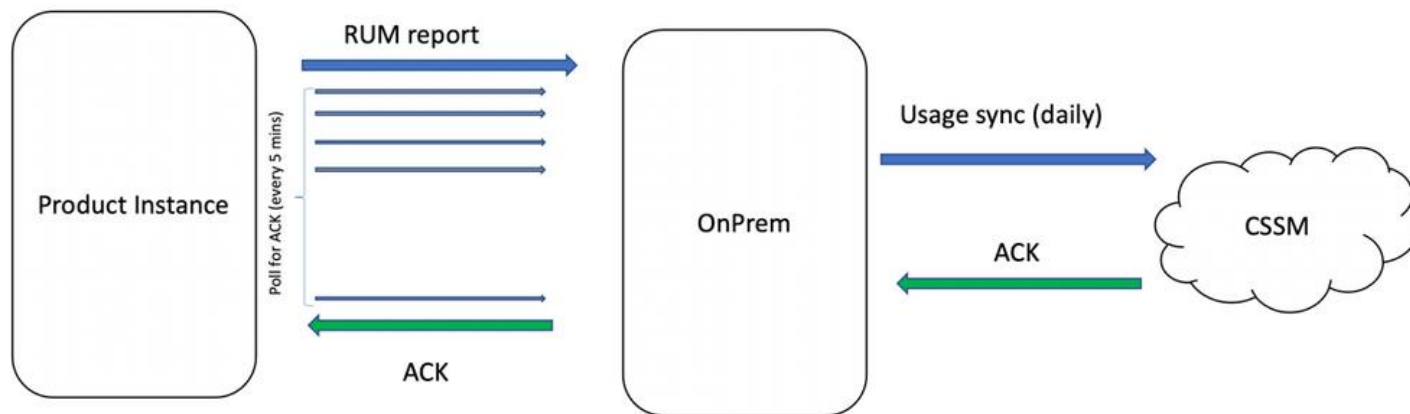 RUM report
Poll for ACK (every 5 mins)
Product Instance
ACK
OnPrem
Usage sync (daily)
ACK
CSSM